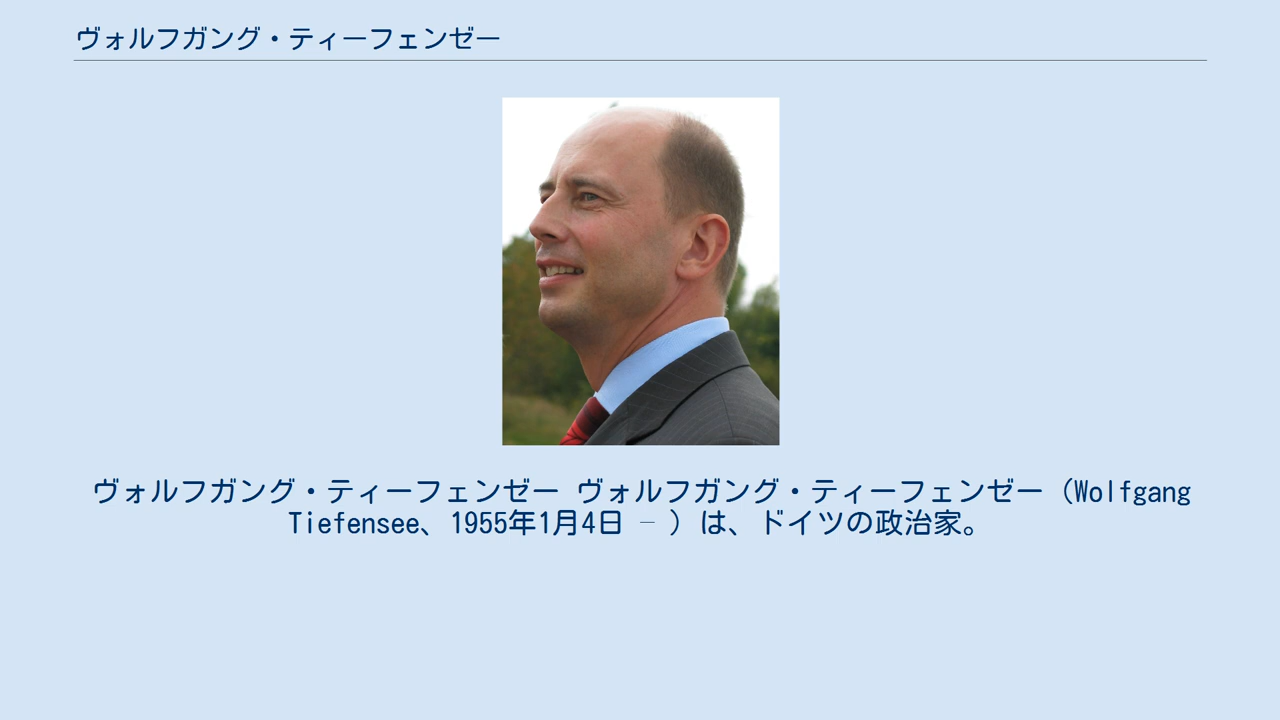 ヴォルフガング・ティーフェンゼー
ヴォルフガング・ティーフェンゼー ヴォルフガング・ティーフェンゼー（Wolfgang
Tiefensee、1955年1月4日 – ）は、ドイツの政治家。